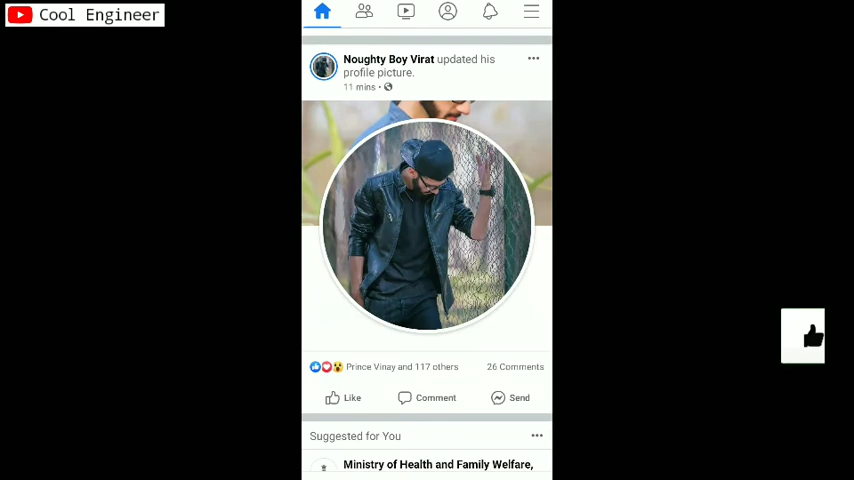 Cool Engineer
Noughty Boy Virat updated his
profile picture.
11 mins •
Prince Vinay and 117 others 26 Comments
Like Comment Send
Suggested for You
Ministry of Health and Family Welfare,